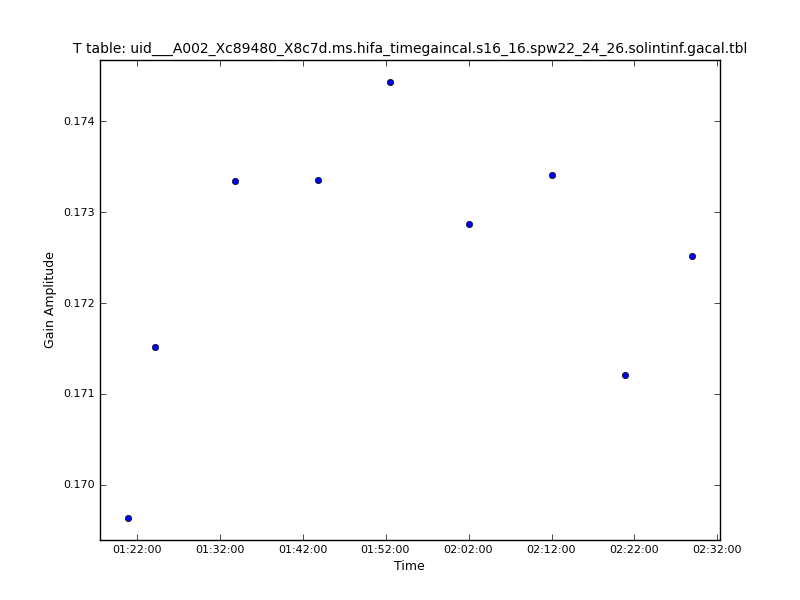 T table: uid___A002_Xc89480_X8c7d.ms.hifa_timegaincal.s16_16.spw22_24_26.solintinf.gacal.tbl
0.174
0.173
0.172
0.171
0.170
Gain Amplitude
01:22:00 01:32:00 01:42:00 01:52:00 02:02:00 02:12:00 02:22:00 02:32:00
Time